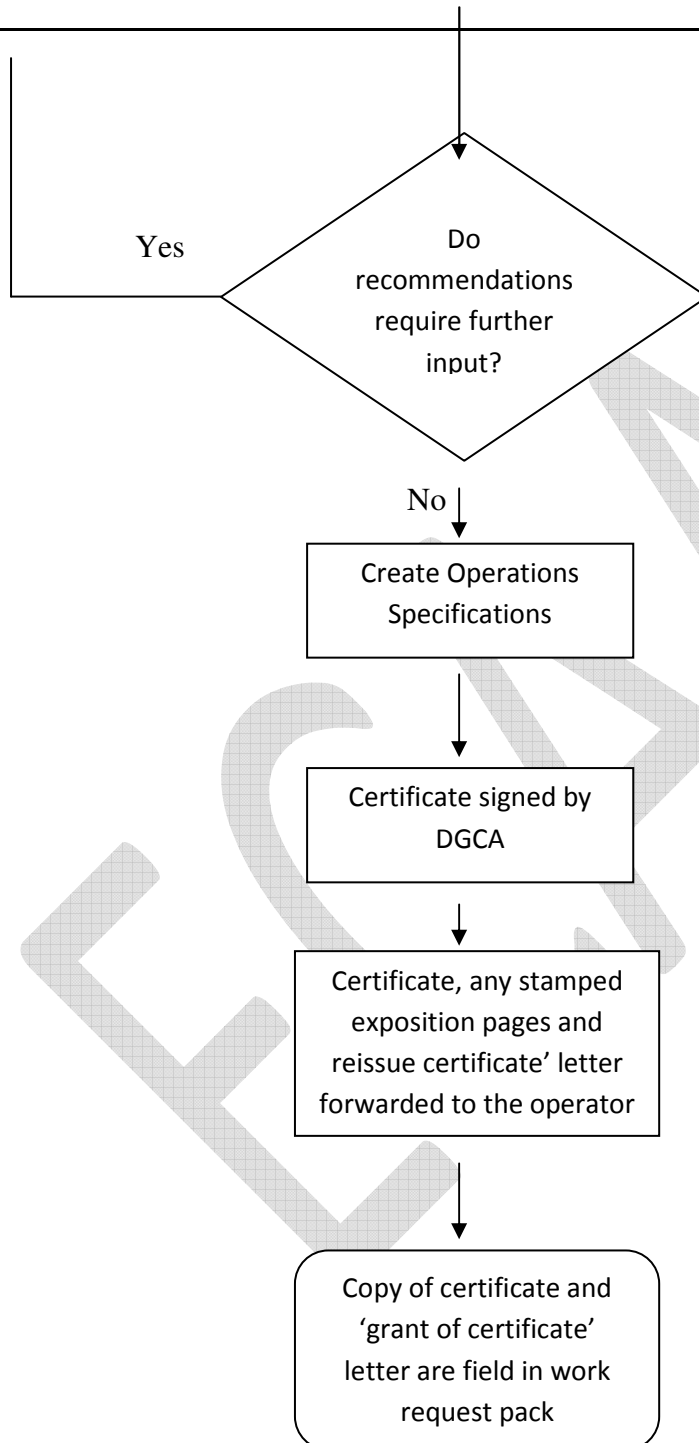 Yes
Do
recommendations
require further
input?
No
Create Operations
Specifications
Certificate signed by
DGCA
Certificate, any stamped
exposition pages and
reissue certificate’ letter
forwarded to the operator
Copy of certificate and
‘grant of certificate’
letter are field in work
request pack